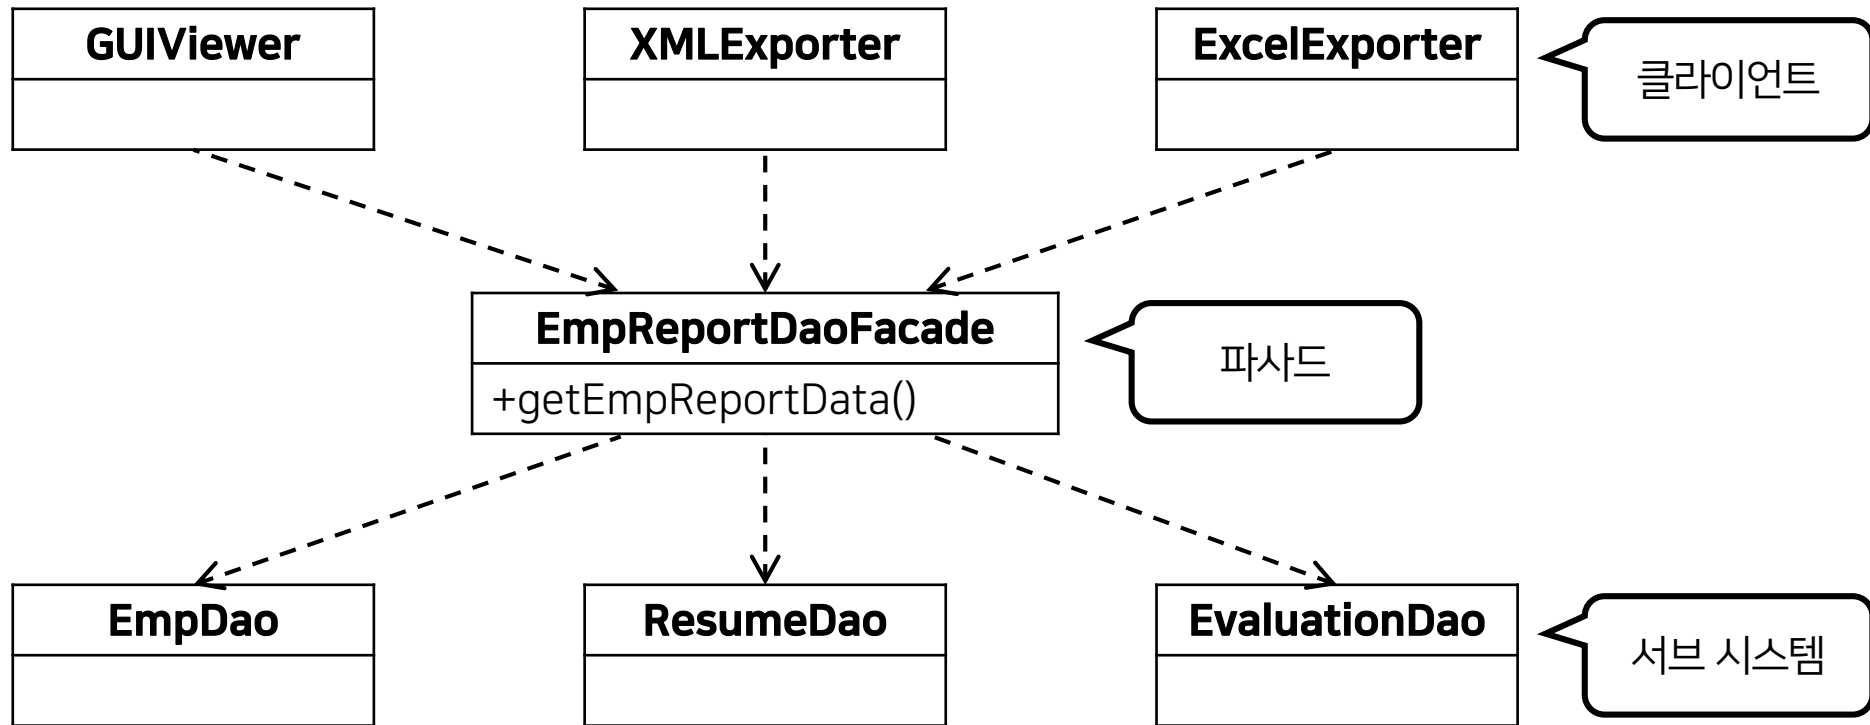 GUIViewer
XMLExporter
ExcelExporter
클라이언트
EmpReportDaoFacade
+getEmpReportData()
파사드
EmpDao
ResumeDao
EvaluationDao
서브 시스템